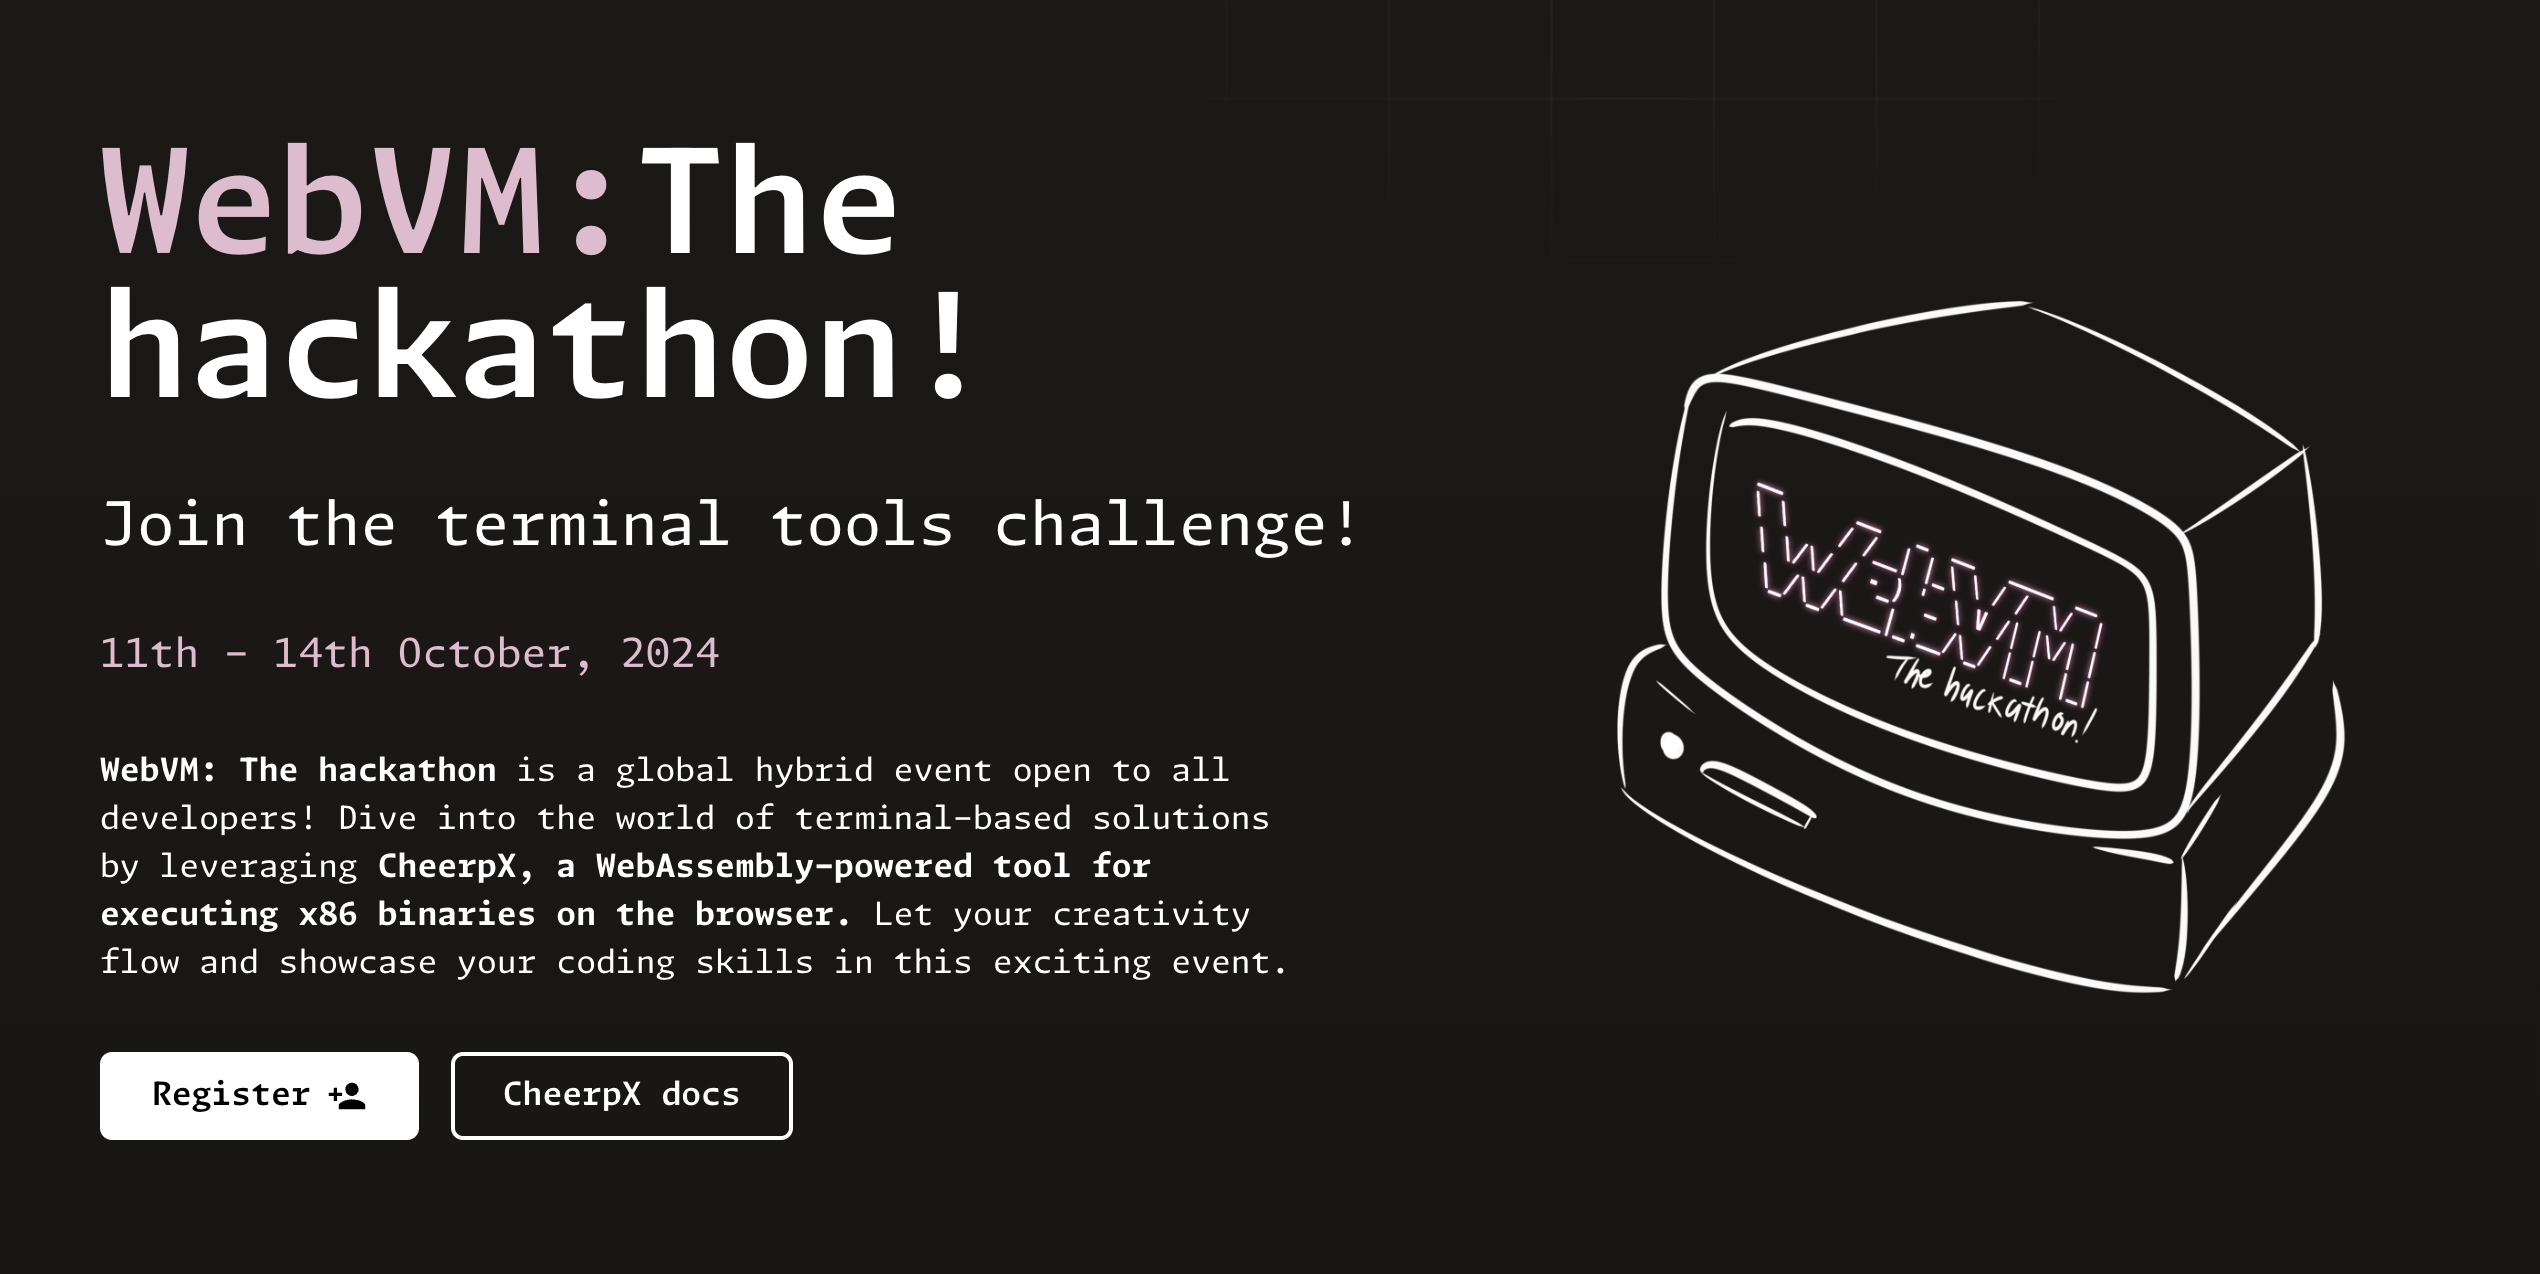 WebVM:The
hackathon!
Join the terminal tools challenge!
11th – 14th October, 2024
WebVM: The hackathon is a global hybrid event open to all
developers! Dive into the world of terminal-based solutions
by leveraging CheerpX, a WebAssembly-powered tool for
executing x86 binaries on the browser. Let your creativity
flow and showcase your coding skills in this exciting event.
Register
CheerpX docs
WebVM
The hackathon!